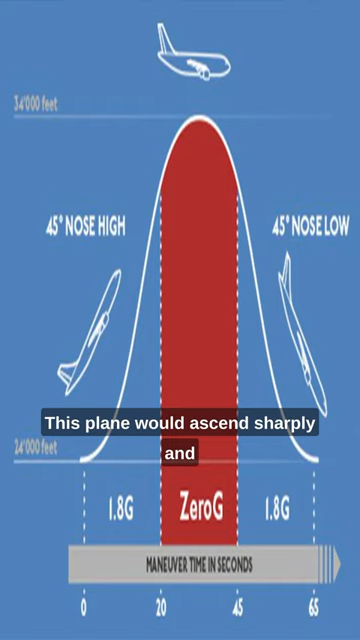 34'000 feet
45° NOSE HIGH
45° NOSE LOW
This plane would ascend sharply
and
24'000 feet
1.8G
ZeroG
1.8G
MANEUVER TIME IN SECONDS
0
20
45
65